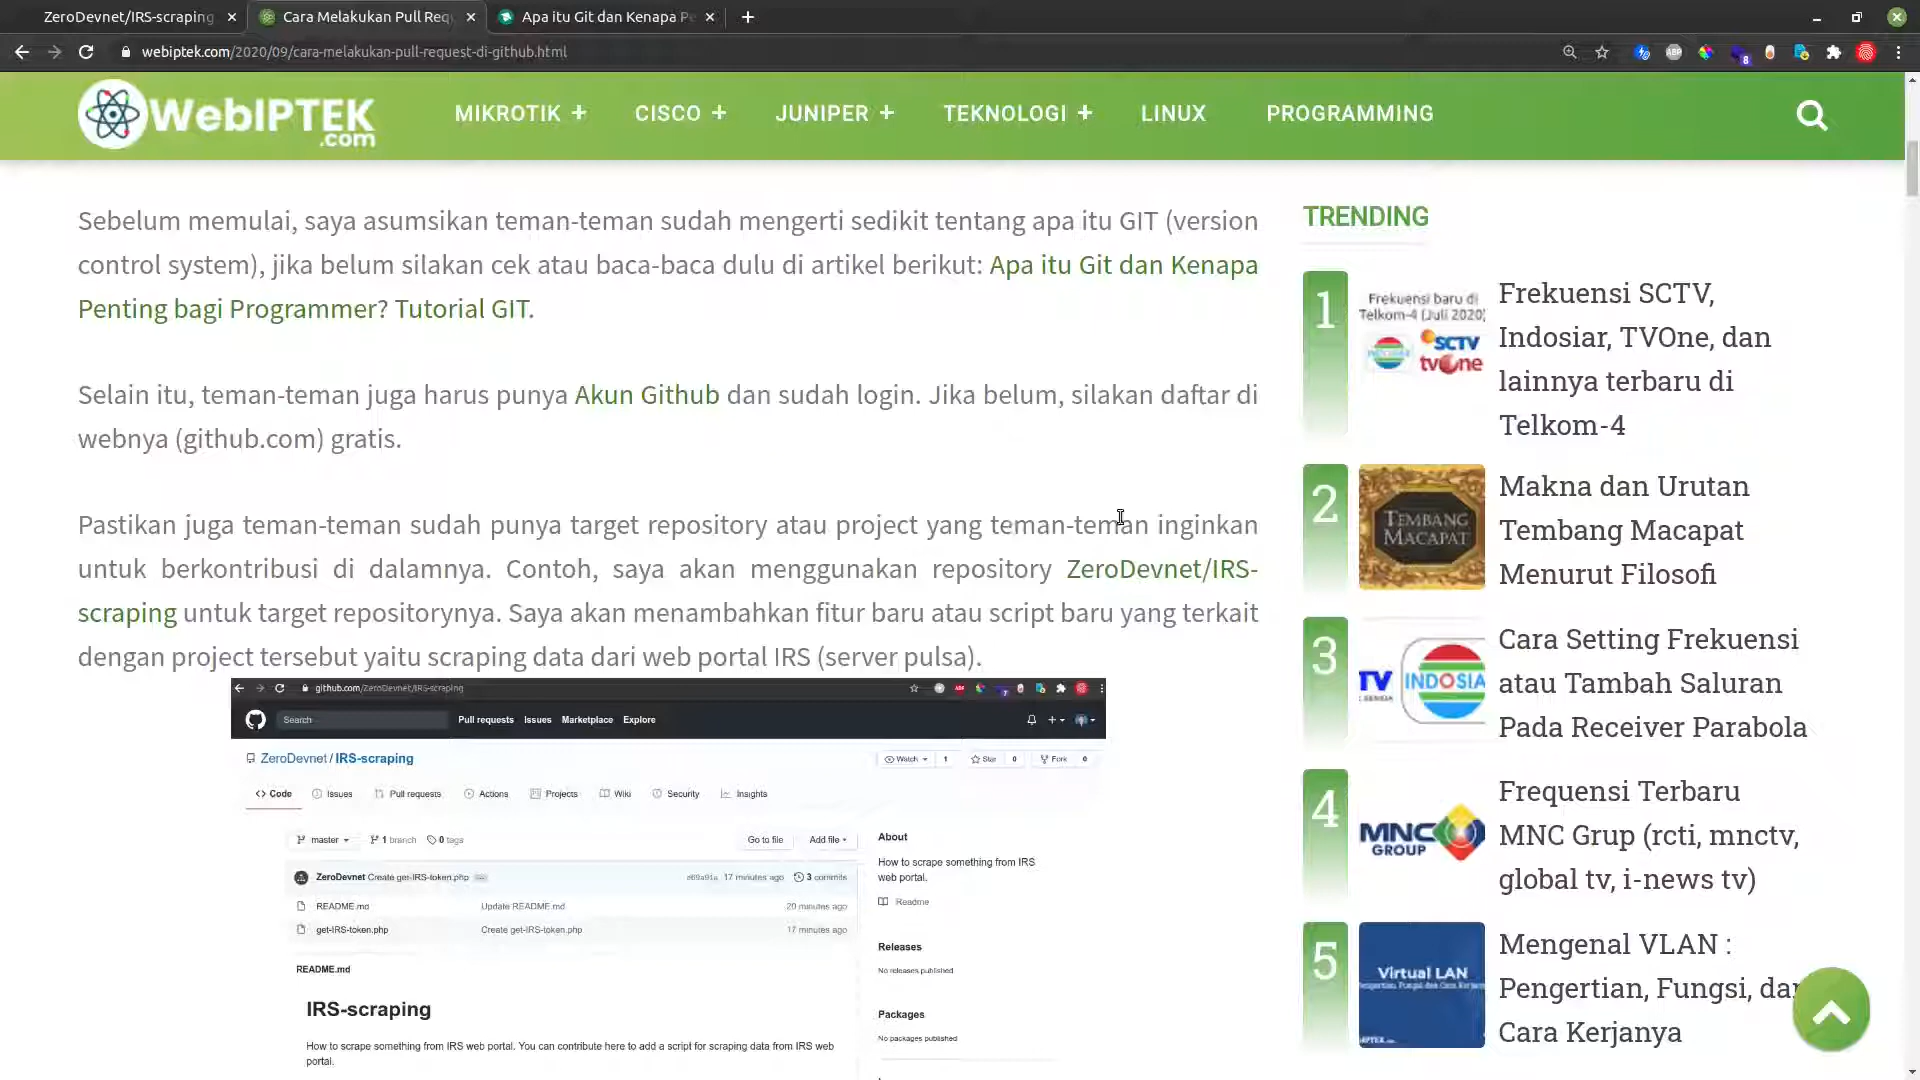 ZeroDevnet/IRS-scraping
Cara Melakukan Pull Req
Apa itu Git dan Kenapa Pe
webiptek.com/2020/09/cara-melakukan-pull-request-di-github.html
ABP
8
WebIPTEK
.com
MIKROTIK +
CISCO +
JUNIPER +
TEKNOLOGI +
LINUX
PROGRAMMING
Sebelum memulai, saya asumsikan teman-teman sudah mengerti sedikit tentang apa itu GIT (version
control system), jika belum silakan cek atau baca-baca dulu di artikel berikut: Apa itu Git dan Kenapa
Penting bagi Programmer? Tutorial GIT.
Selain itu, teman-teman juga harus punya Akun Github dan sudah login. Jika belum, silakan daftar di
webnya (github.com) gratis.
Pastikan juga teman-teman sudah punya target repository atau project yang teman-teman inginkan
untuk berkontribusi di dalamnya. Contoh, saya akan menggunakan repository ZeroDevnet/IRS-
scraping untuk target repositorynya. Saya akan menambahkan fitur baru atau script baru yang terkait
dengan project tersebut yaitu scraping data dari web portal IRS (server pulsa).
github.com/ZeroDevnet/IRS-scraping
Search
Pull requests Issues Marketplace Explore
ZeroDevnet / IRS-scraping
Watch 1
Star 0
Fork 0
Code
Issues
Pull requests
Actions
Projects
Wiki
Security
Insights
master
1 branch
0 tags
Go to file
Add file
ZeroDevnet Create get-IRS-token.php
17 minutes ago
3 commits
README.md
Update README.md
20 minutes ago
get-IRS-token.php
Create get-IRS-token.php
17 minutes ago
README.md
IRS-scraping
How to scrape something from IRS web portal. You can contribute here to add a script for scraping data from IRS web
portal.
About
How to scrape something from IRS
web portal.
Readme
Releases
No releases published
Packages
No packages published
TRENDING
1
Frekuensi baru di
Telkom-4 (Juli 2020)
SCTV
tvOne
Frekuensi SCTV,
Indosiar, TVOne, dan
lainnya terbaru di
Telkom-4
2
TEMBANG
MACAPAT
Makna dan Urutan
Tembang Macapat
Menurut Filosofi
3
TV
INDOSIA
Cara Setting Frekuensi
atau Tambah Saluran
Pada Receiver Parabola
4
MNC
GROUP
Frequensi Terbaru
MNC Grup (rcti, mnctv,
global tv, i-news tv)
5
Virtual LAN
Mengenal VLAN :
Pengertian, Fungsi, dan
Cara Kerjanya